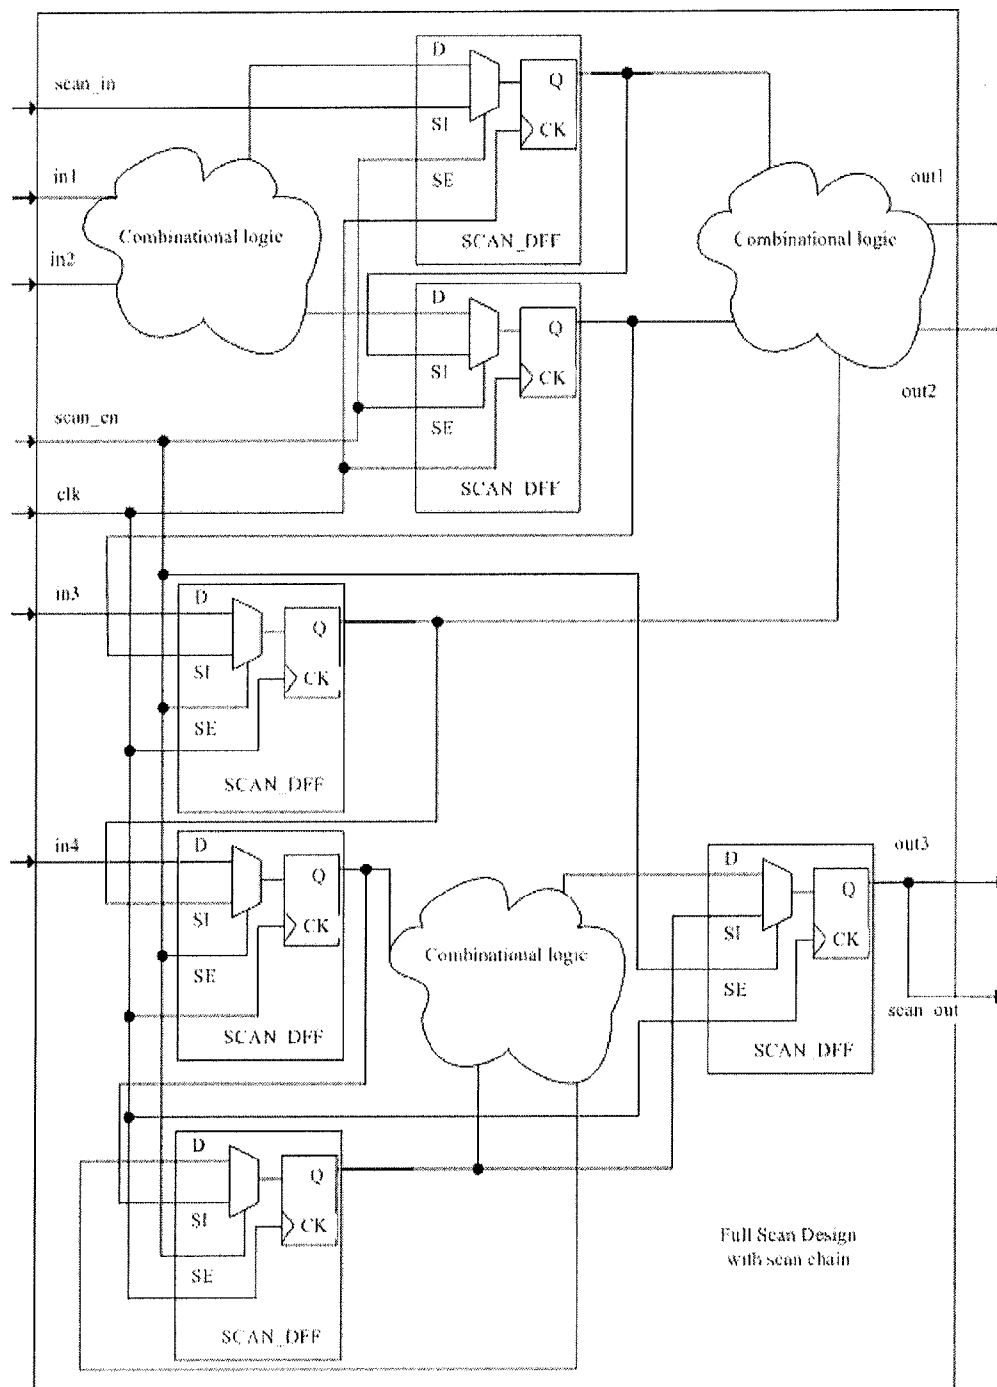 D
scan_in
Q
SI
CK
in1
SE
out1
Combinational logic
Combinational logic
SCAN_DFF
in2
D
Q
SI
CK
out2
scan_en
SE
clk
SCAN_DFF
in3
D
Q
SI
CK
SE
SCAN_DFF
in4
D
Q
D
out3
Q
SI
CK
Combinational logic
SI
CK
SE
SE
scan_out
SCAN_DFF
SCAN_DFF
D
Q
SI
CK
Full Scan Design
with scan chain
SE
SCAN_DFF